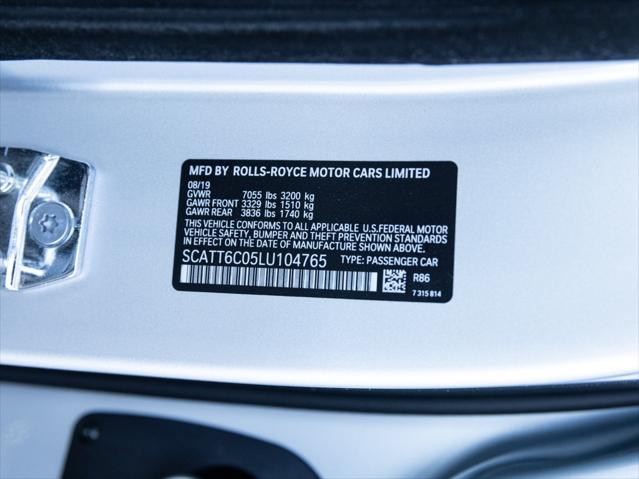 MFD BY ROLLS-ROYCE MOTOR CARS LIMITED
08/19
GVWR 7055 lbs 3200 kg
GAWR FRONT 3329 lbs 1510 kg
GAWR REAR 3836 lbs 1740 kg
THIS VEHICLE CONFORMS TO ALL APPLICABLE U.S.FEDERAL MOTOR
VEHICLE SAFETY, BUMPER AND THEFT PREVENTION STANDARDS
IN EFFECT ON THE DATE OF MANUFACTURE SHOWN ABOVE.
SCATT6C05LU104765 TYPE: PASSENGER CAR
R86
7 315 814